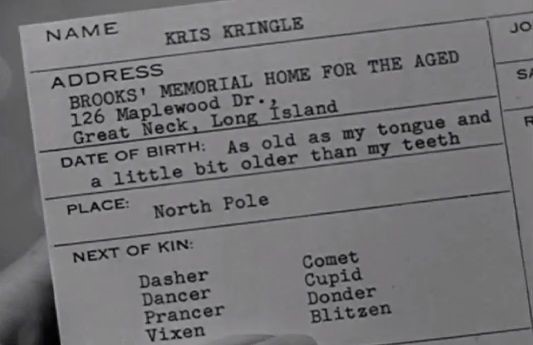 NAME KRIS KRINGLE
ADDRESS
BROOKS' MEMORIAL HOME FOR THE AGED
126 Maplewood Dr.,
Great Neck, Long Island
DATE OF BIRTH: As old as my tongue and
a little bit older than my teeth
PLACE: North Pole
NEXT OF KIN:
Dasher Comet
Dancer Cupid
Prancer Donder
Vixen Blitzen
JO
SA
R